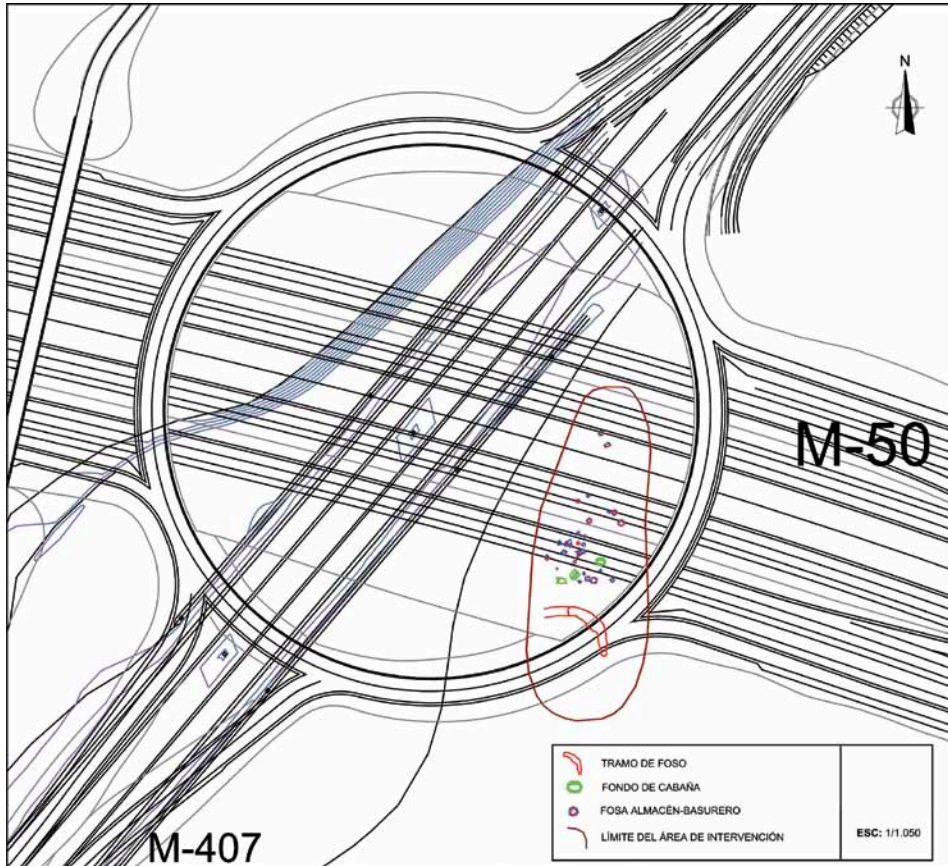 N
M-50
M-407
TRAMO DE FOSO
FONDO DE CABAÑA
FOSA ALMACÉN-BASURERO
LÍMITE DEL ÁREA DE INTERVENCIÓN
ESC: 1/1.050